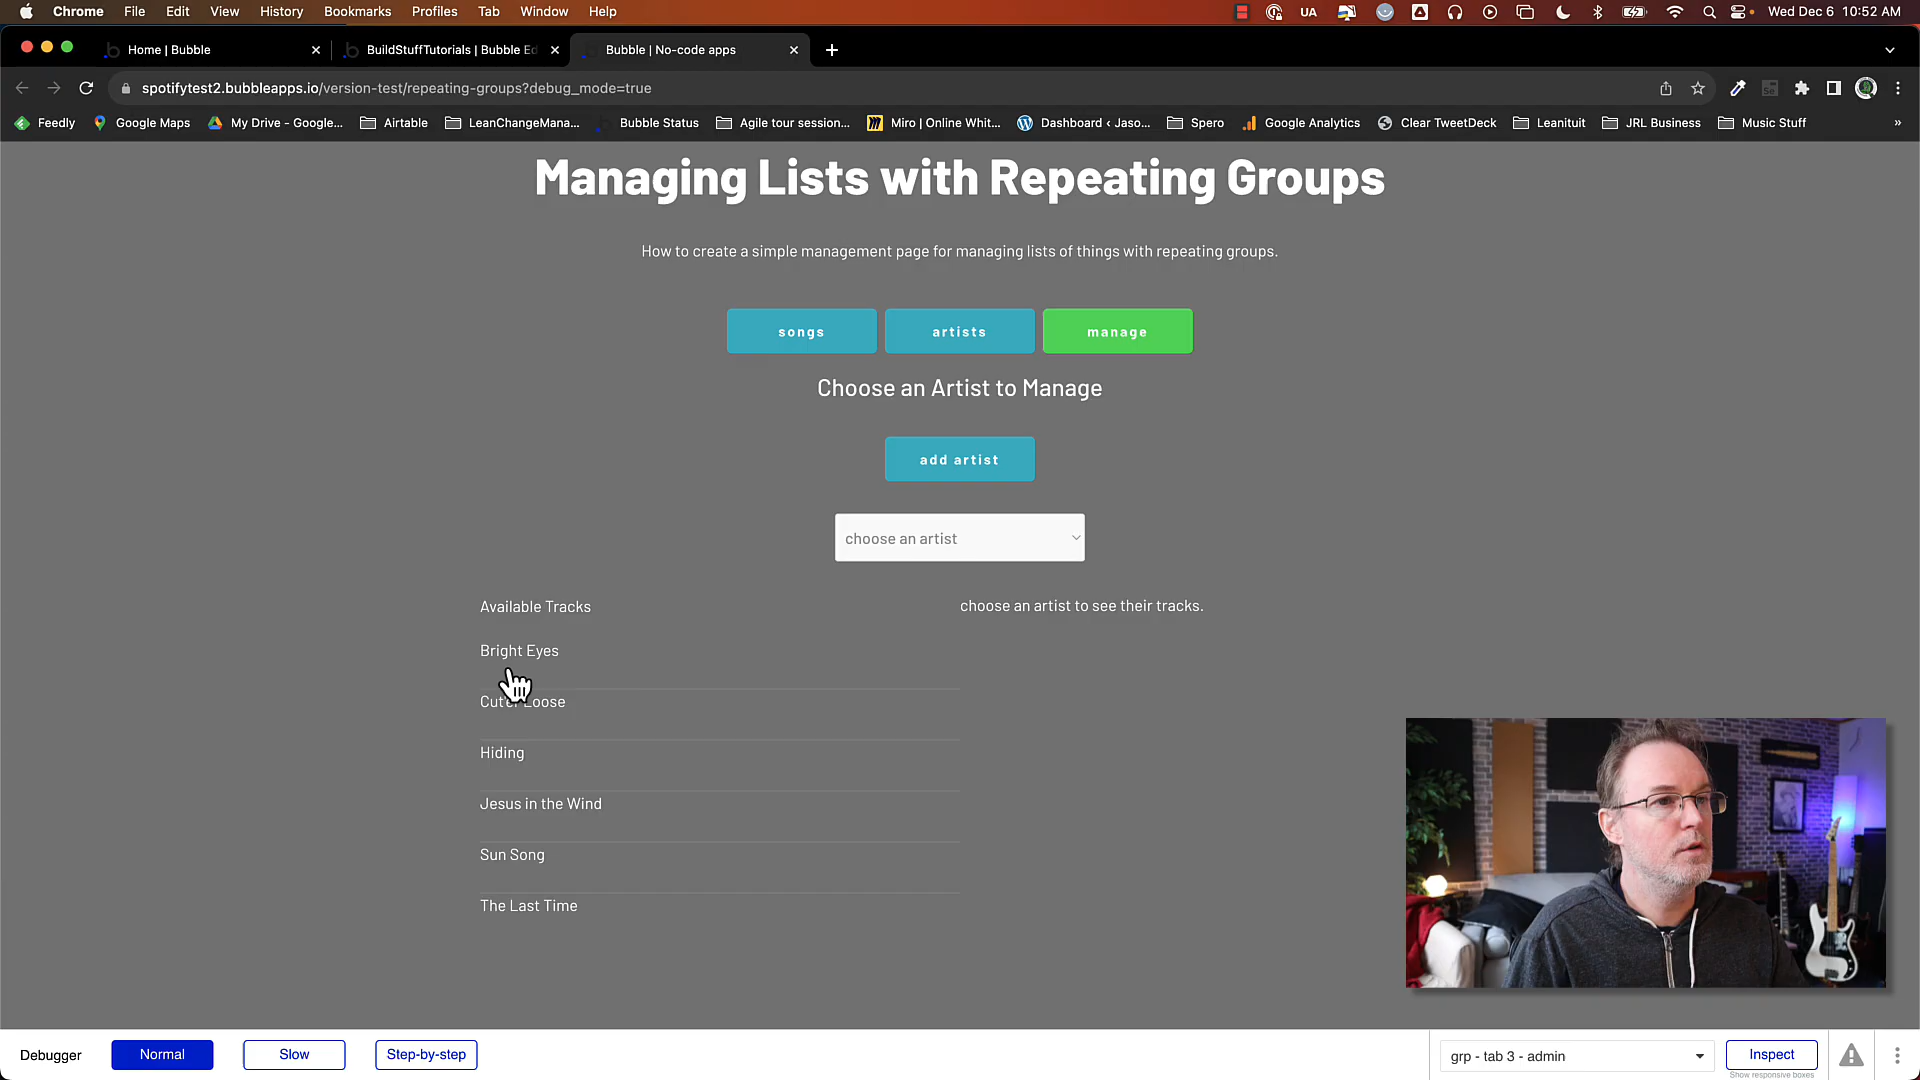 Chrome File Edit View History Bookmarks Profiles Tab Window Help UA Wed Dec 6 10:52 AM
Home | Bubble BuildStuffTutorials | Bubble Ed Bubble | No-code apps
spotifytest2.bubbleapps.io/version-test/repeating-groups?debug_mode=true
Feedly Google Maps My Drive - Google... Airtable LeanChangeMana... Bubble Status Agile tour session... Miro | Online Whit... Dashboard ‹ Jaso... Spero Google Analytics Clear TweetDeck Leanituit JRL Business Music Stuff »
Managing Lists with Repeating Groups
How to create a simple management page for managing lists of things with repeating groups.
songs artists manage
Choose an Artist to Manage
add artist
choose an artist
Available Tracks choose an artist to see their tracks.
Bright Eyes
Loose
Hiding
Jesus in the Wind
Sun Song
The Last Time
Debugger Normal Slow Step-by-step grp - tab 3 - admin Inspect
Show responsive boxes